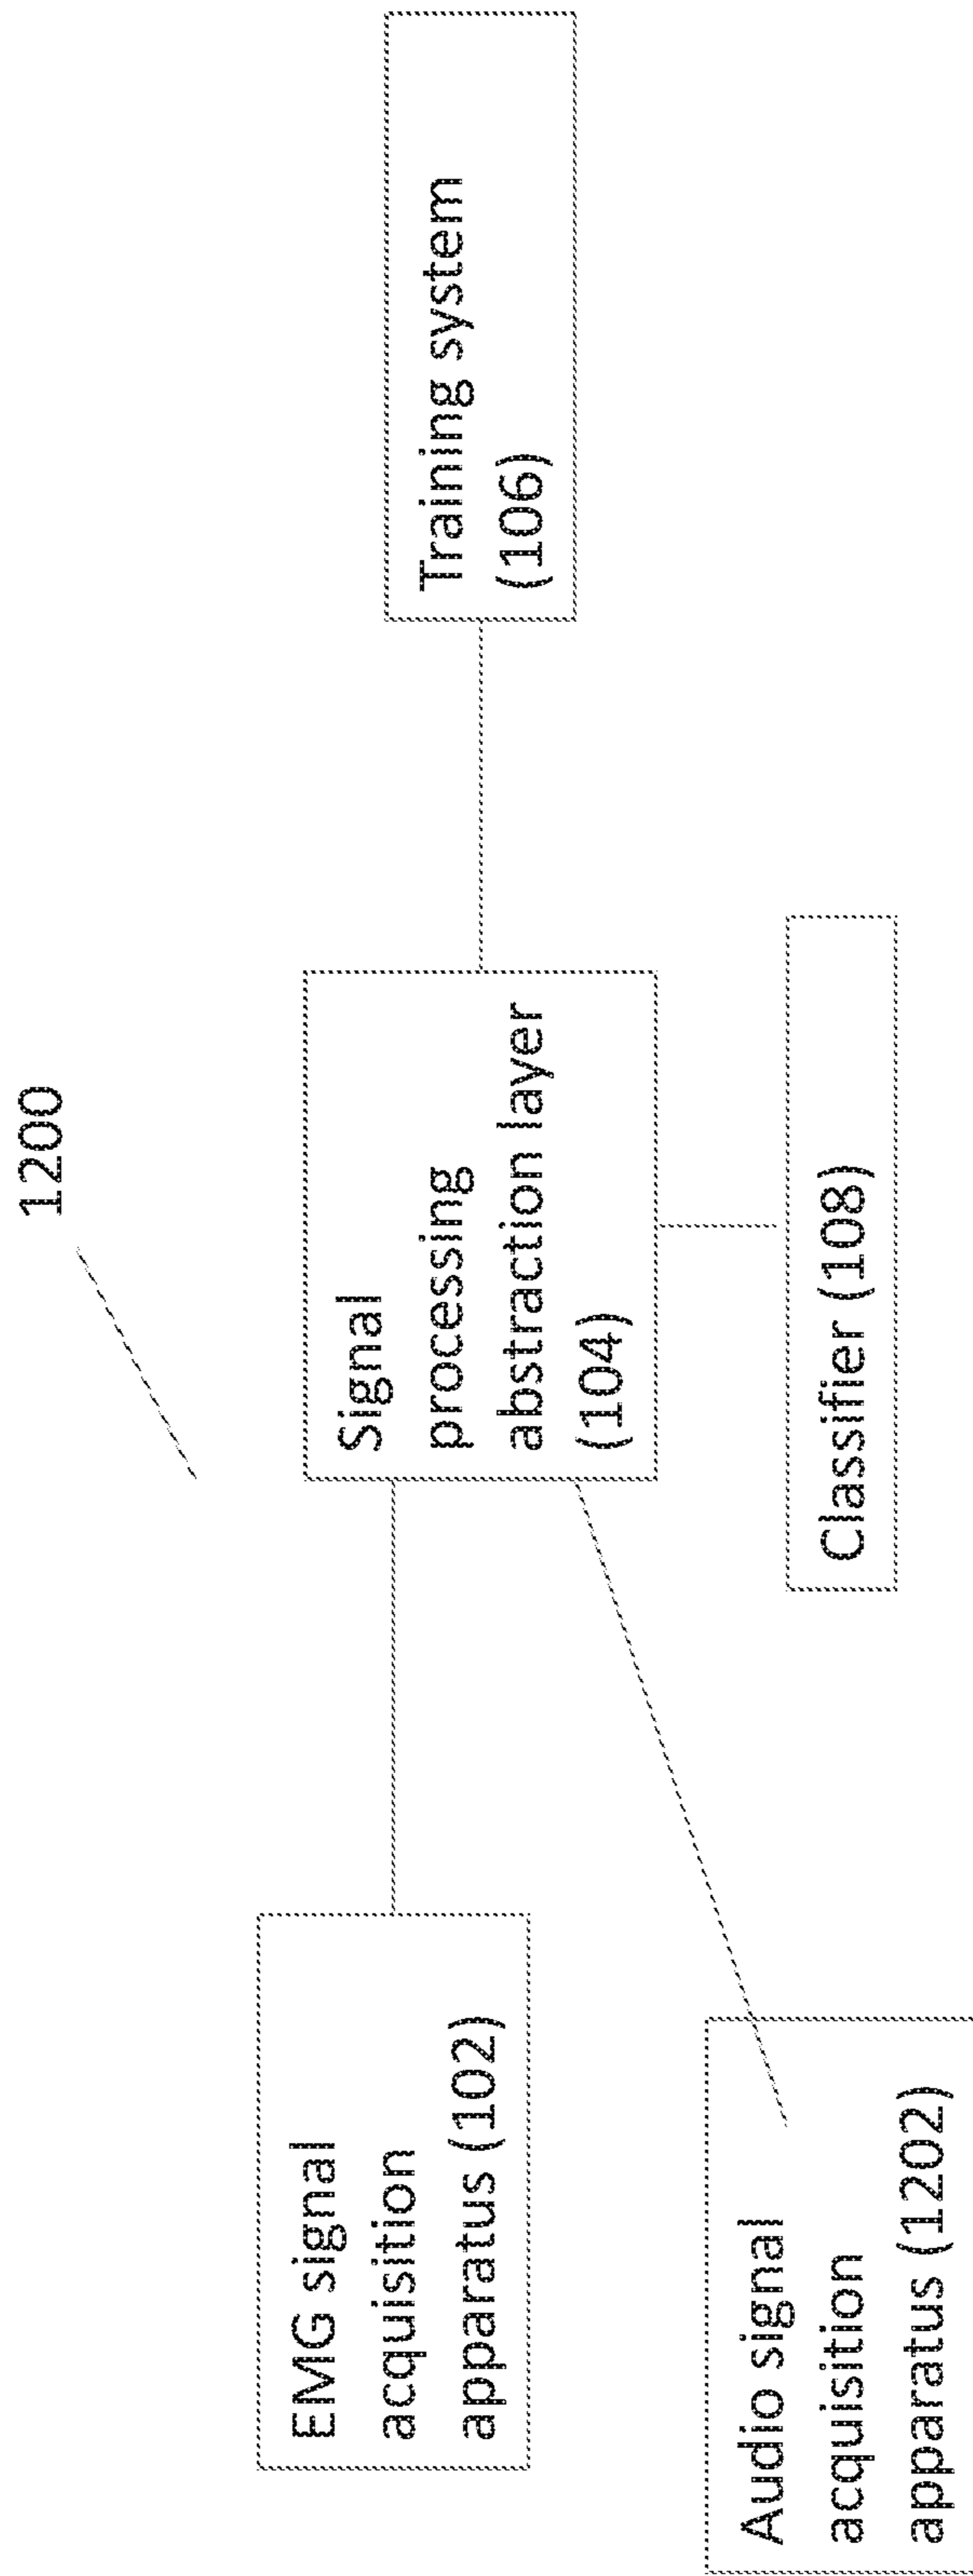 1200
EMG signal
acquisition
apparatus (102)
Signal
processing
abstraction layer
(104)
Training system
(106)
Audio signal
acquisition
apparatus (1202)
Classifier (108)